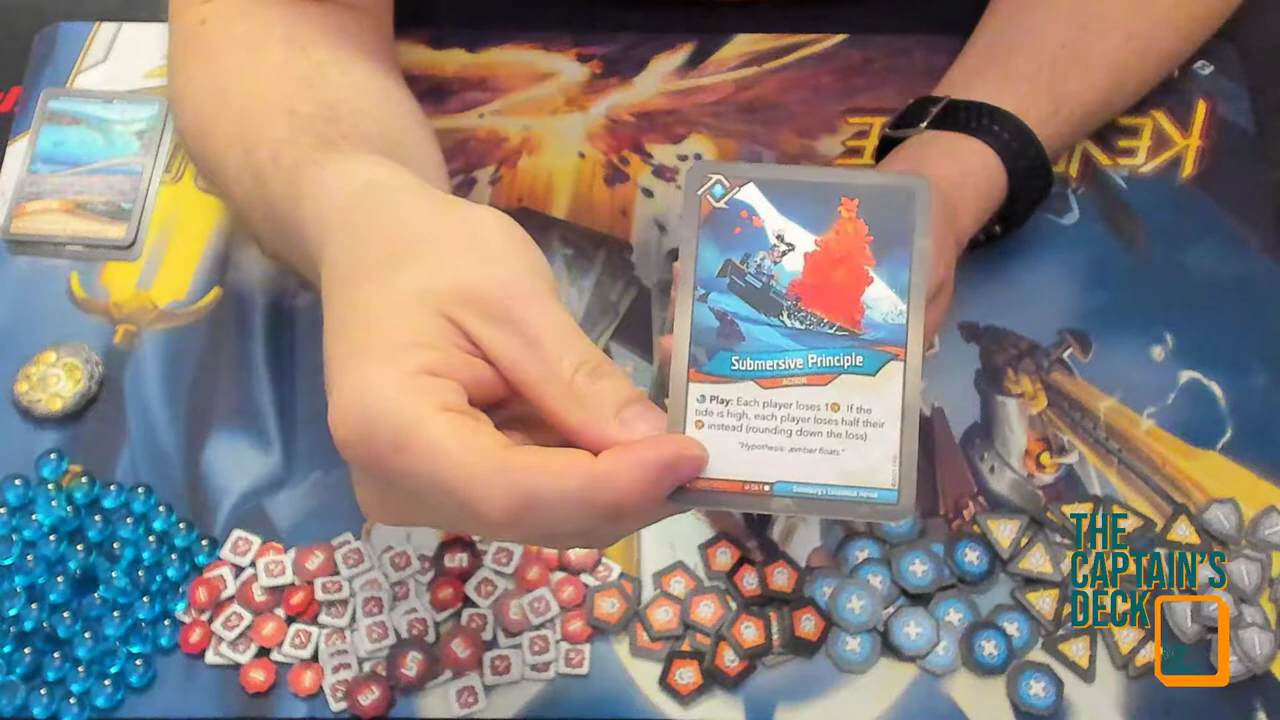 Submersive Principle
ACTION
Play: Each player loses 1. If the
tide is high, each player loses half their
instead (rounding down the loss).
"Hypothesis: æmber floats."
THE
CAPTAIN'S
DECK